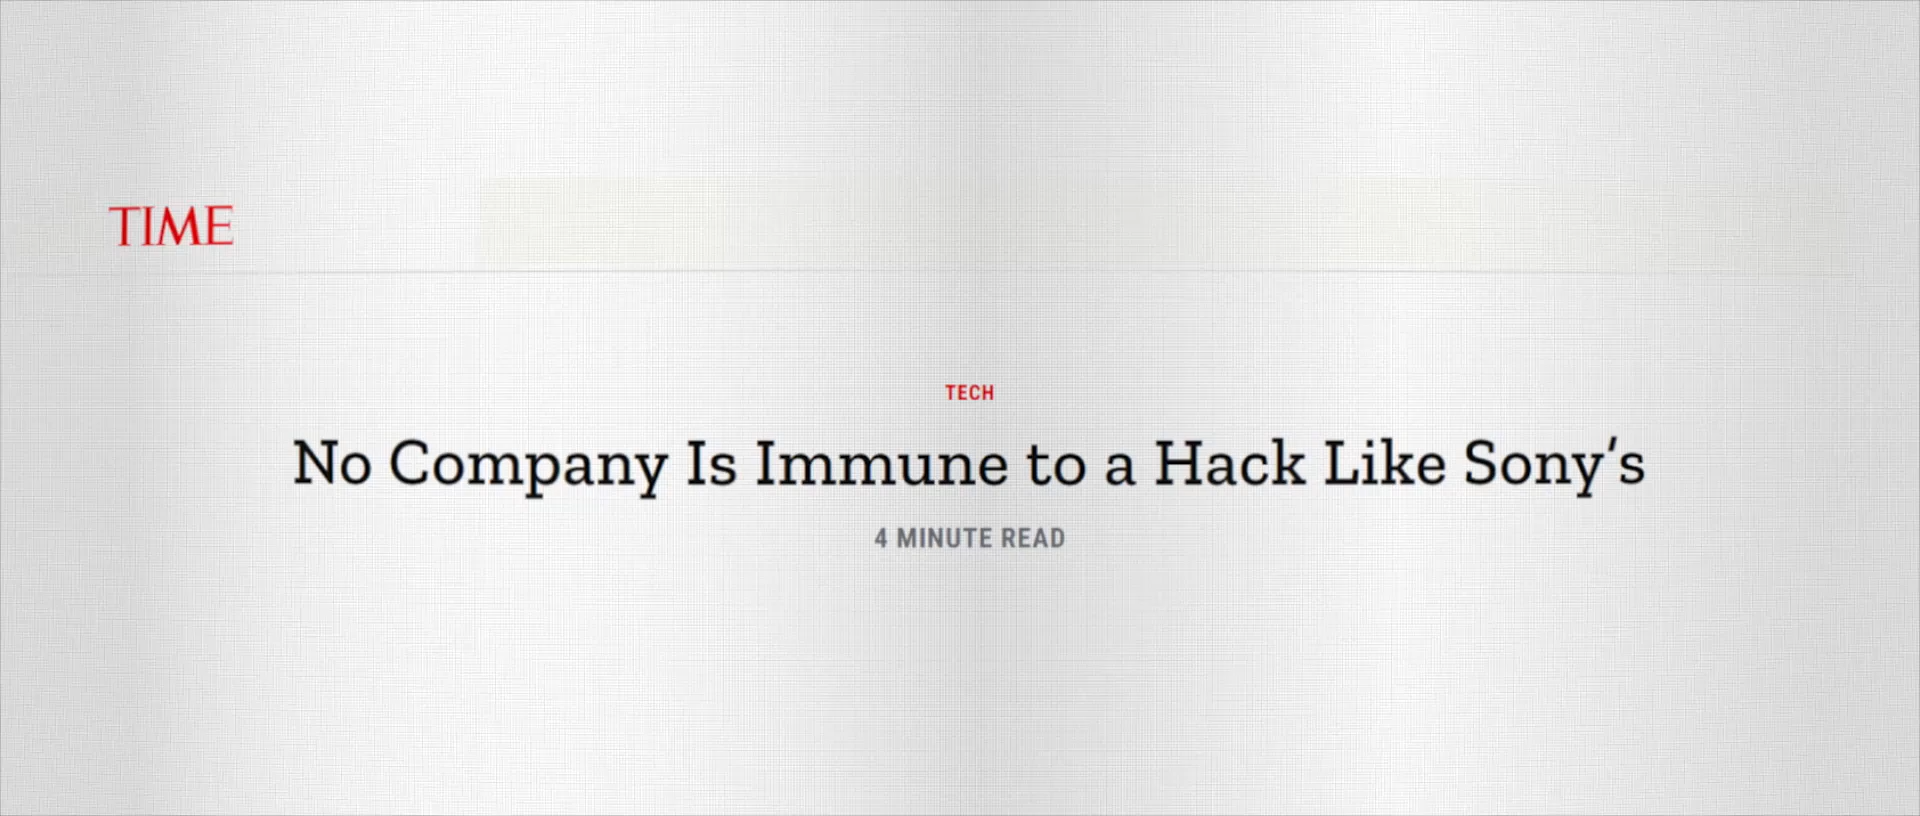 TIME
TECH
No Company Is Immune to a Hack Like Sony’s
4 MINUTE READ